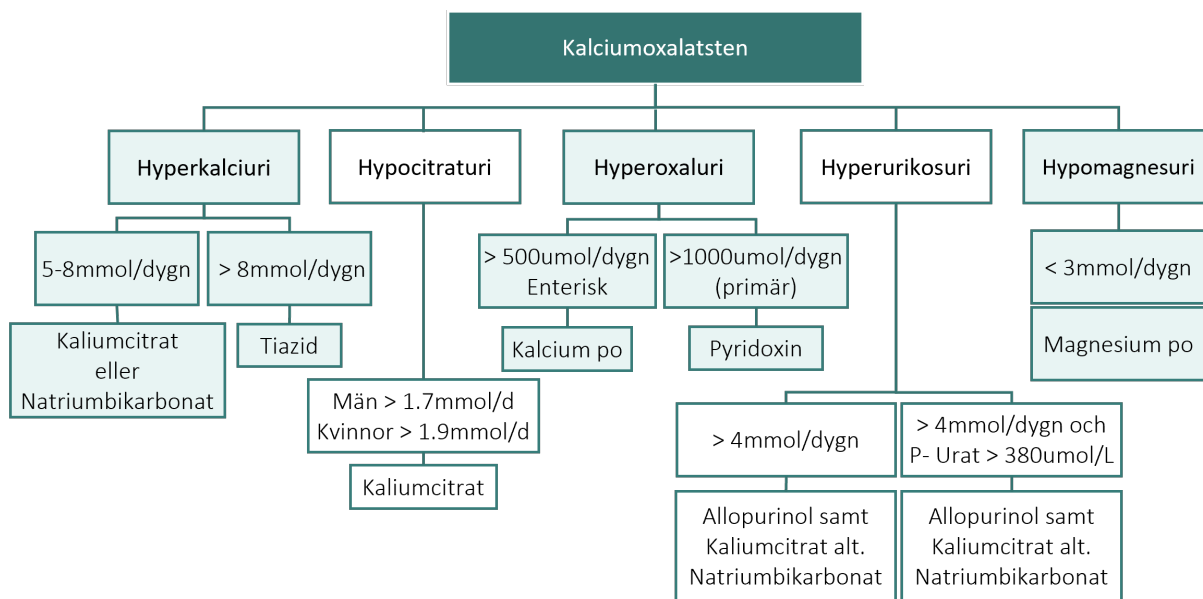 Kalciumoxalatsten
Hyperkalciuri
Hypocitraturi
Hyperoxaluri
Hyperurikosuri
Hypomagnesuri
5-8mmol/dygn
> 8mmol/dygn
> 500umol/dygn
Enterisk
>1000umol/dygn
(primär)
< 3mmol/dygn
Kaliumcitrat
eller
Natriumbikarbonat
Tiazid
Kalcium po
Pyridoxin
Magnesium po
Män > 1.7mmol/d
Kvinnor > 1.9mmol/d
Kaliumcitrat
> 4mmol/dygn
> 4mmol/dygn och
P- Urat > 380umol/L
Allopurinol samt
Kaliumcitrat alt.
Natriumbikarbonat
Allopurinol samt
Kaliumcitrat alt.
Natriumbikarbonat